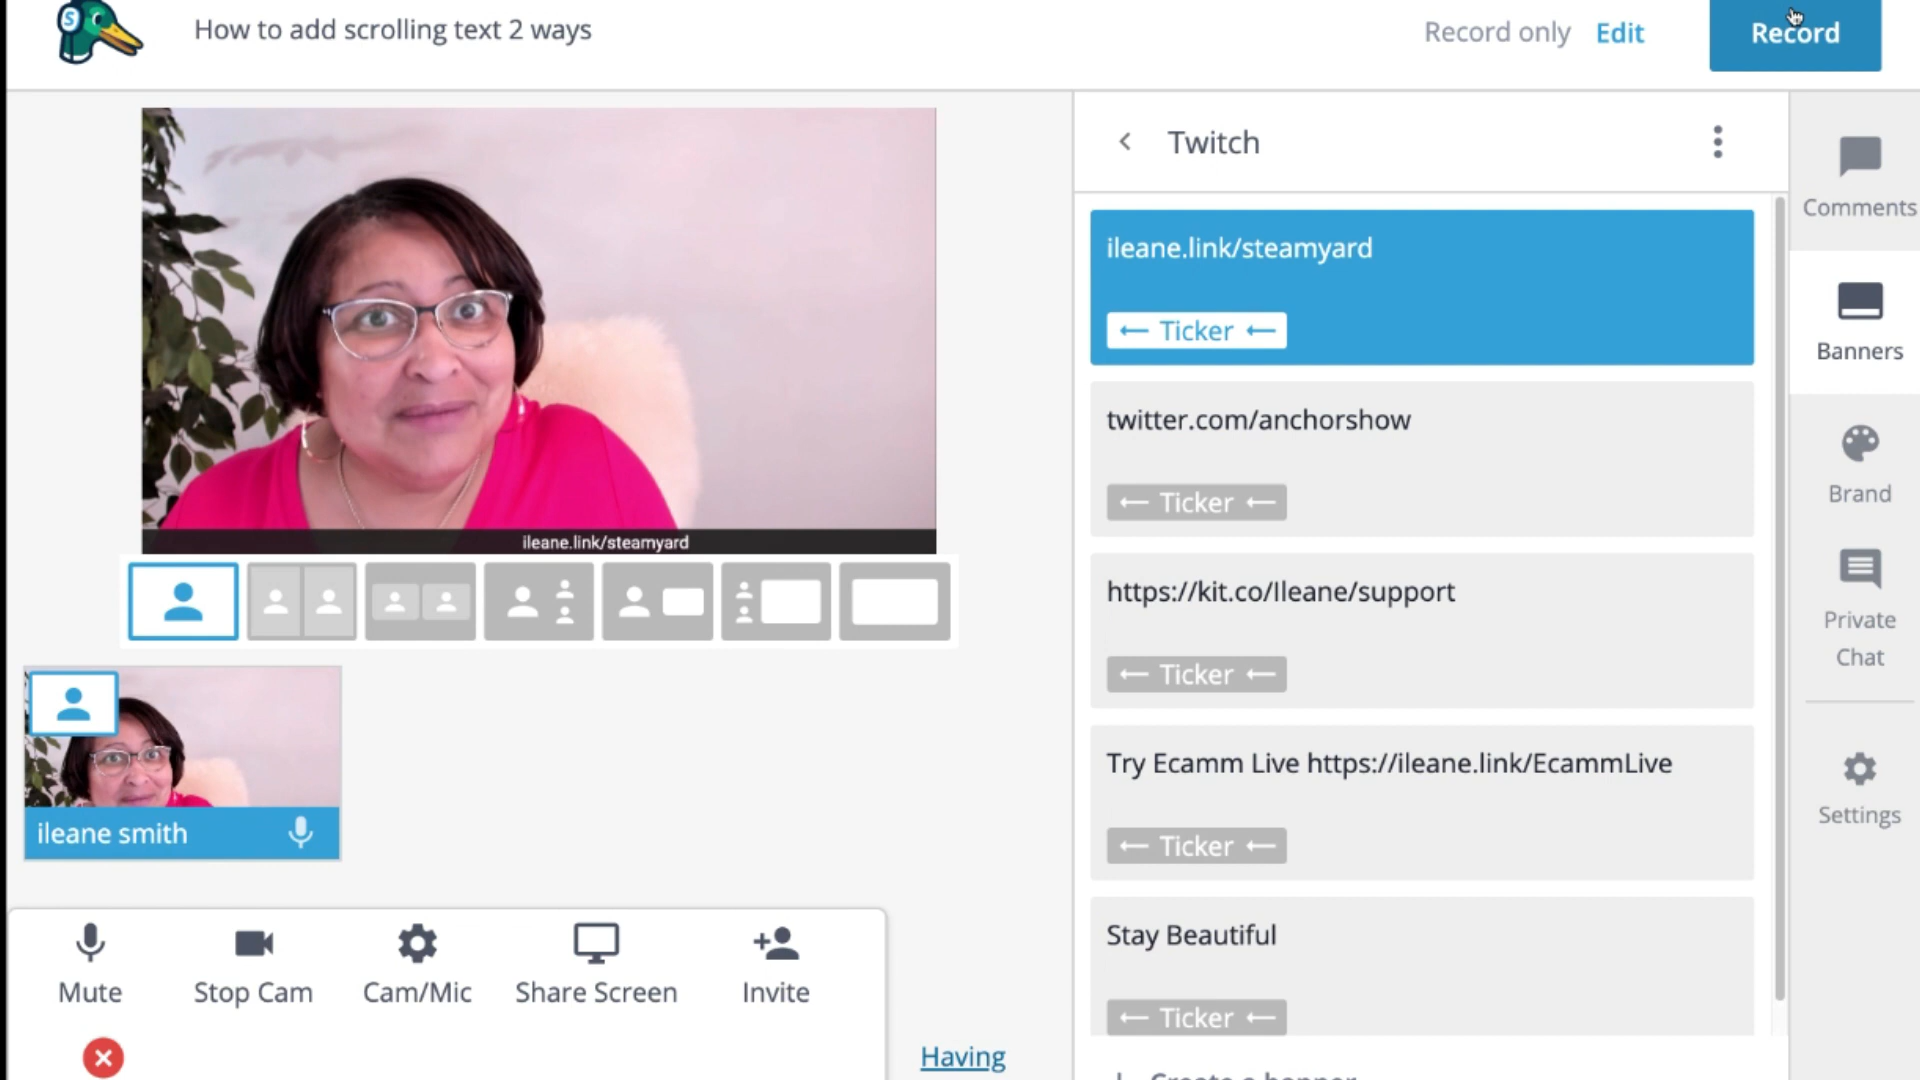 S
How to add scrolling text 2 ways
Record only Edit Record
Twitch
ileane.link/steamyard
← Ticker ←
twitter.com/anchorshow
← Ticker ←
https://kit.co/Ileane/support
← Ticker ←
Try Ecamm Live https://ileane.link/EcammLive
← Ticker ←
Stay Beautiful
← Ticker ←
Create a banner
Comments
Banners
Brand
Private
Chat
Settings
ileane.link/steamyard
ileane smith
Mute Stop Cam Cam/Mic Share Screen Invite
Having